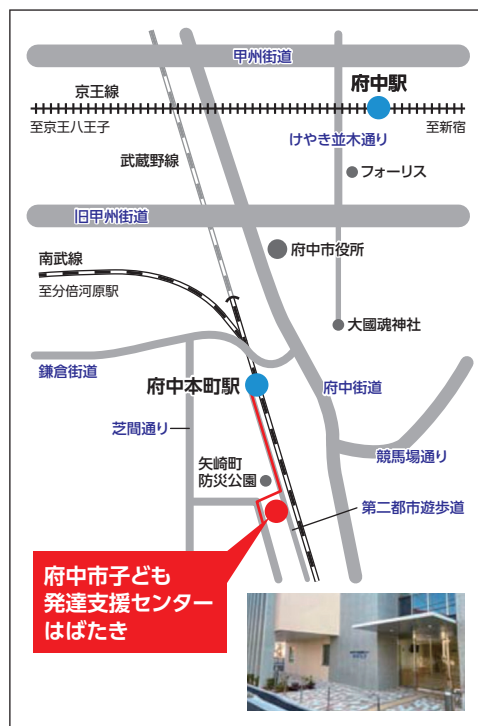 甲州街道
府中駅
京王線
至京王八王子
至新宿
けやき並木通り
武蔵野線
フォーリス
旧甲州街道
府中市役所
南武線
至分倍河原駅
大國魂神社
鎌倉街道
府中本町駅
府中街道
芝間通り
競馬場通り
矢崎町
防災公園
第二都市遊歩道
府中市子ども
発達支援センター
はばたき